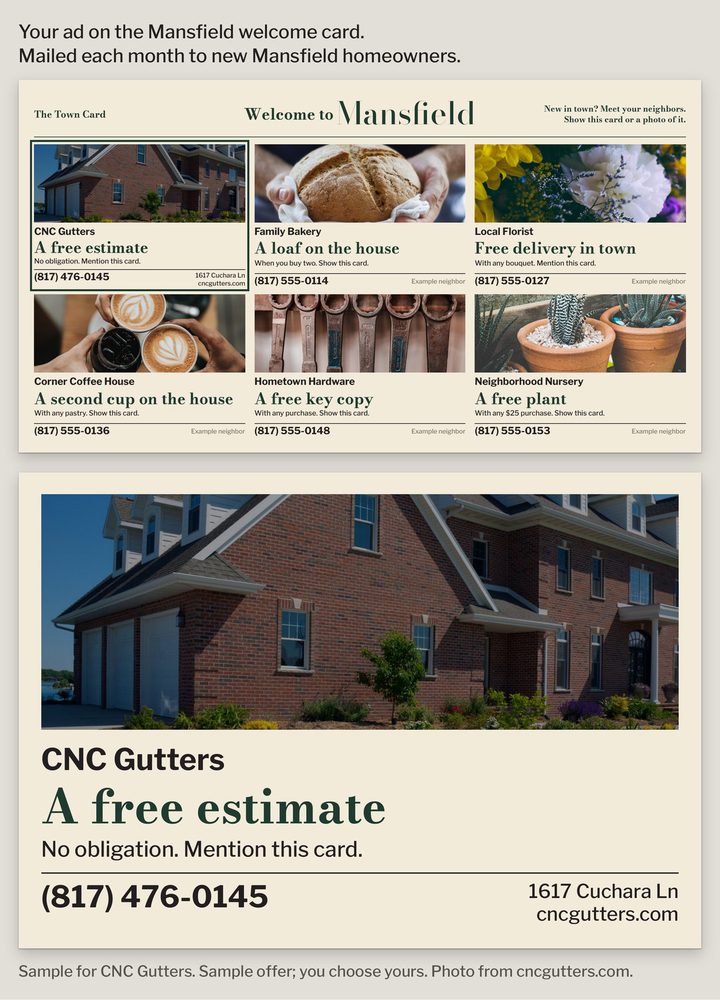 Your ad on the Mansfield welcome card.
Mailed each month to new Mansfield homeowners.
The Town Card
Welcome to Mansfield
New in town? Meet your neighbors.
Show this card or a photo of it.
CNC Gutters
A free estimate
No obligation. Mention this card.
(817) 476-0145
1617 Cuchara Ln
cncgutters.com
Family Bakery
A loaf on the house
When you buy two. Show this card.
(817) 555-0114
Example neighbor
Local Florist
Free delivery in town
With any bouquet. Mention this card.
(817) 555-0127
Example neighbor
Corner Coffee House
A second cup on the house
With any pastry. Show this card.
(817) 555-0136
Example neighbor
Hometown Hardware
A free key copy
With any purchase. Show this card.
(817) 555-0148
Example neighbor
Neighborhood Nursery
A free plant
With any $25 purchase. Show this card.
(817) 555-0153
Example neighbor
CNC Gutters
A free estimate
No obligation. Mention this card.
(817) 476-0145
1617 Cuchara Ln
cncgutters.com
Sample for CNC Gutters. Sample offer; you choose yours. Photo from cncgutters.com.